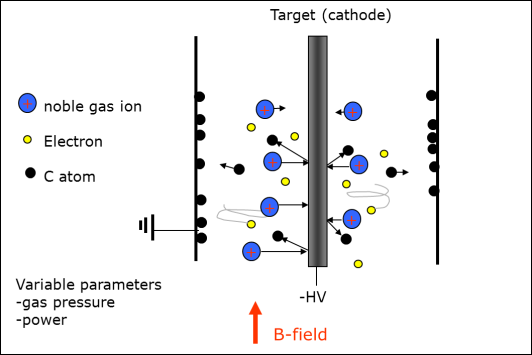 Target (cathode)
noble gas ion
Electron
C atom
Variable parameters
-gas pressure
-power
-HV
B-field